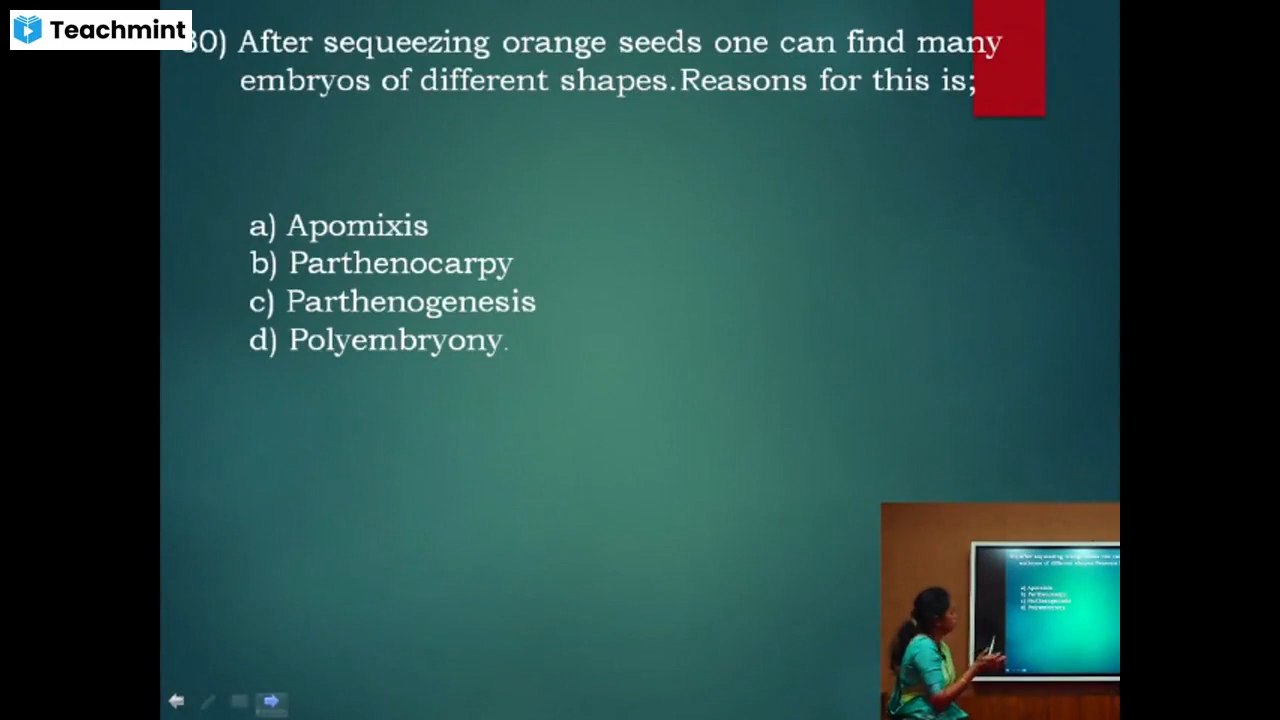 Teachmint
30) After sequeezing orange seeds one can find many
embryos of different shapes.Reasons for this is;
a) Apomixis
b) Parthenocarpy
c) Parthenogenesis
d) Polyembryony.